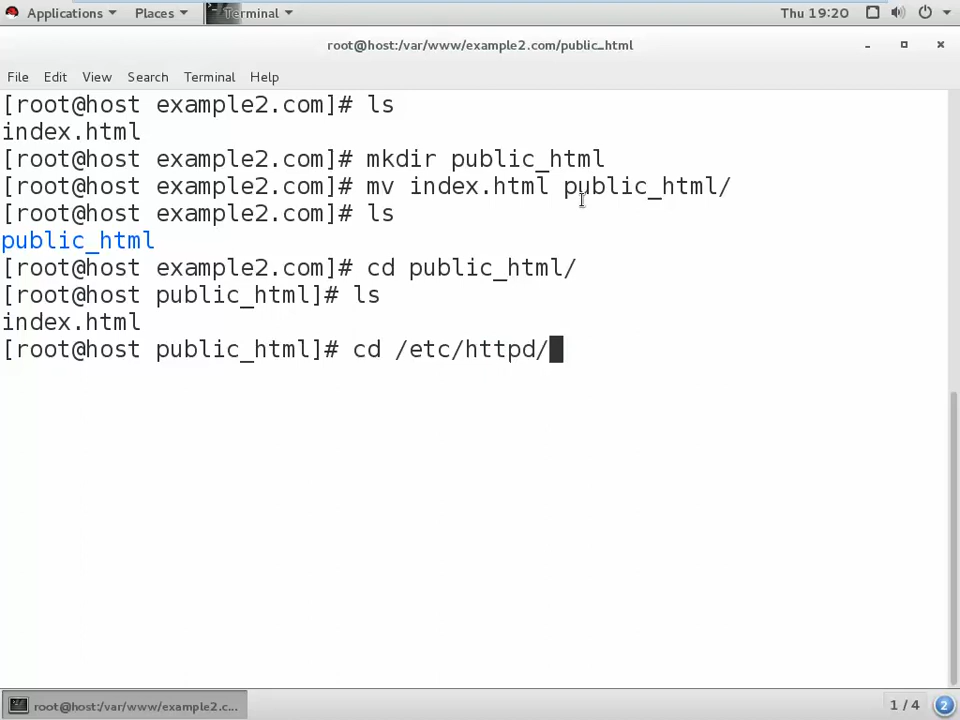 Applications Places Terminal Thu 19:20
root@host:/var/www/example2.com/public_html
File Edit View Search Terminal Help
[root@host example2.com]# ls
index.html
[root@host example2.com]# mkdir public_html
[root@host example2.com]# mv index.html public_html/
[root@host example2.com]# ls
public_html
[root@host example2.com]# cd public_html/
[root@host public_html]# ls
index.html
[root@host public_html]# cd /etc/httpd/
root@host:/var/www/example2.c... 1 / 4 2